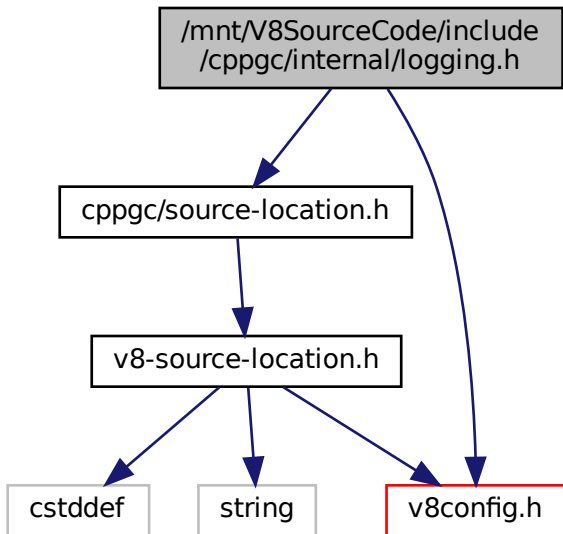 /mnt/V8SourceCode/include
/cppgc/internal/logging.h
cppgc/source-location.h
v8-source-location.h
cstddef
string
v8config.h